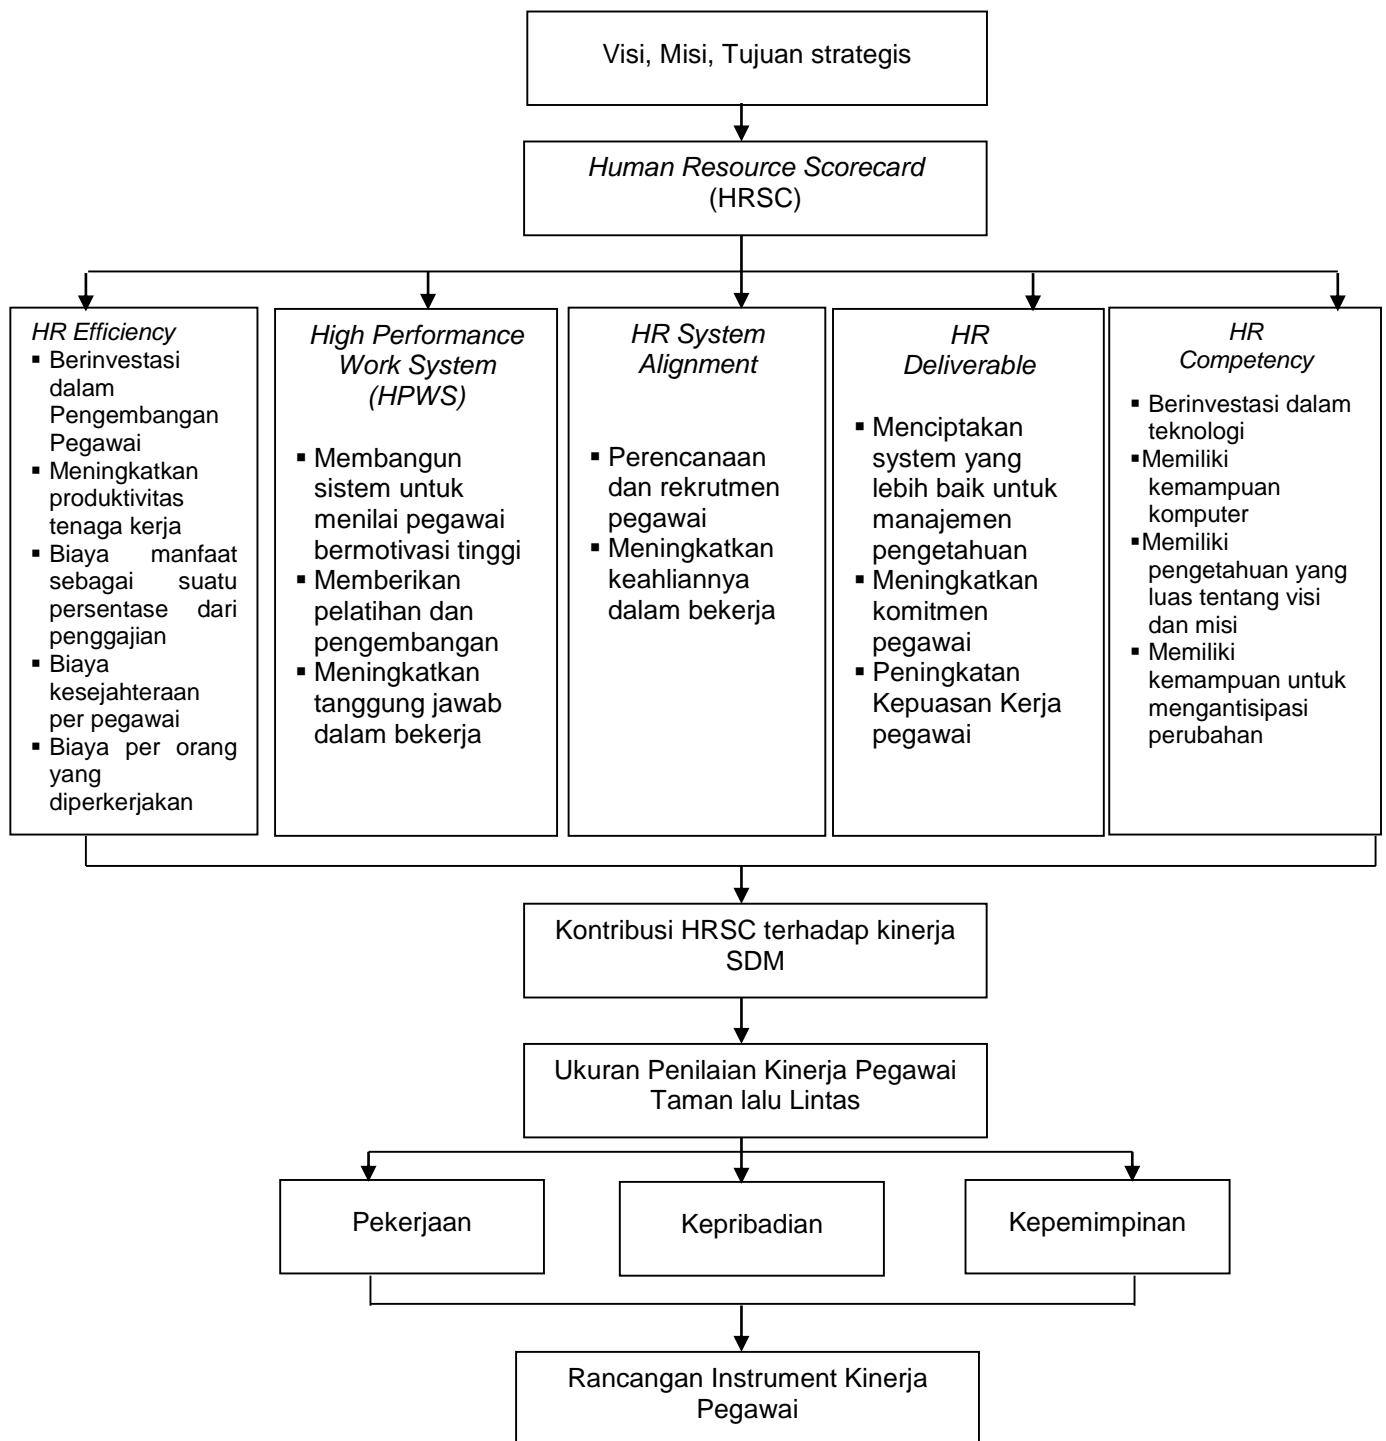 Visi, Misi, Tujuan strategis
Human Resource Scorecard
(HRSC)
HR Efficiency
▪ Berinvestasi
dalam
Pengembangan
Pegawai
▪ Meningkatkan
produktivitas
tenaga kerja
▪ Biaya manfaat
sebagai suatu
persentase dari
penggajian
▪ Biaya
kesejahteraan
per pegawai
▪ Biaya per orang
yang
diperkerjakan
High Performance
Work System
(HPWS)
▪ Membangun
sistem untuk
menilai pegawai
bermotivasi tinggi
▪ Memberikan
pelatihan dan
pengembangan
▪ Meningkatkan
tanggung jawab
dalam bekerja
HR System
Alignment
▪ Perencanaan
dan rekrutmen
pegawai
▪ Meningkatkan
keahliannya
dalam bekerja
HR
Deliverable
▪ Menciptakan
system yang
lebih baik untuk
manajemen
pengetahuan
▪ Meningkatkan
komitmen
pegawai
▪ Peningkatan
Kepuasan Kerja
pegawai
HR
Competency
▪ Berinvestasi dalam
teknologi
▪Memiliki
kemampuan
komputer
▪Memiliki
pengetahuan yang
luas tentang visi
dan misi
▪ Memiliki
kemampuan untuk
mengantisipasi
perubahan
Kontribusi HRSC terhadap kinerja
SDM
Ukuran Penilaian Kinerja Pegawai
Taman lalu Lintas
Pekerjaan
Kepribadian
Kepemimpinan
Rancangan Instrument Kinerja
Pegawai